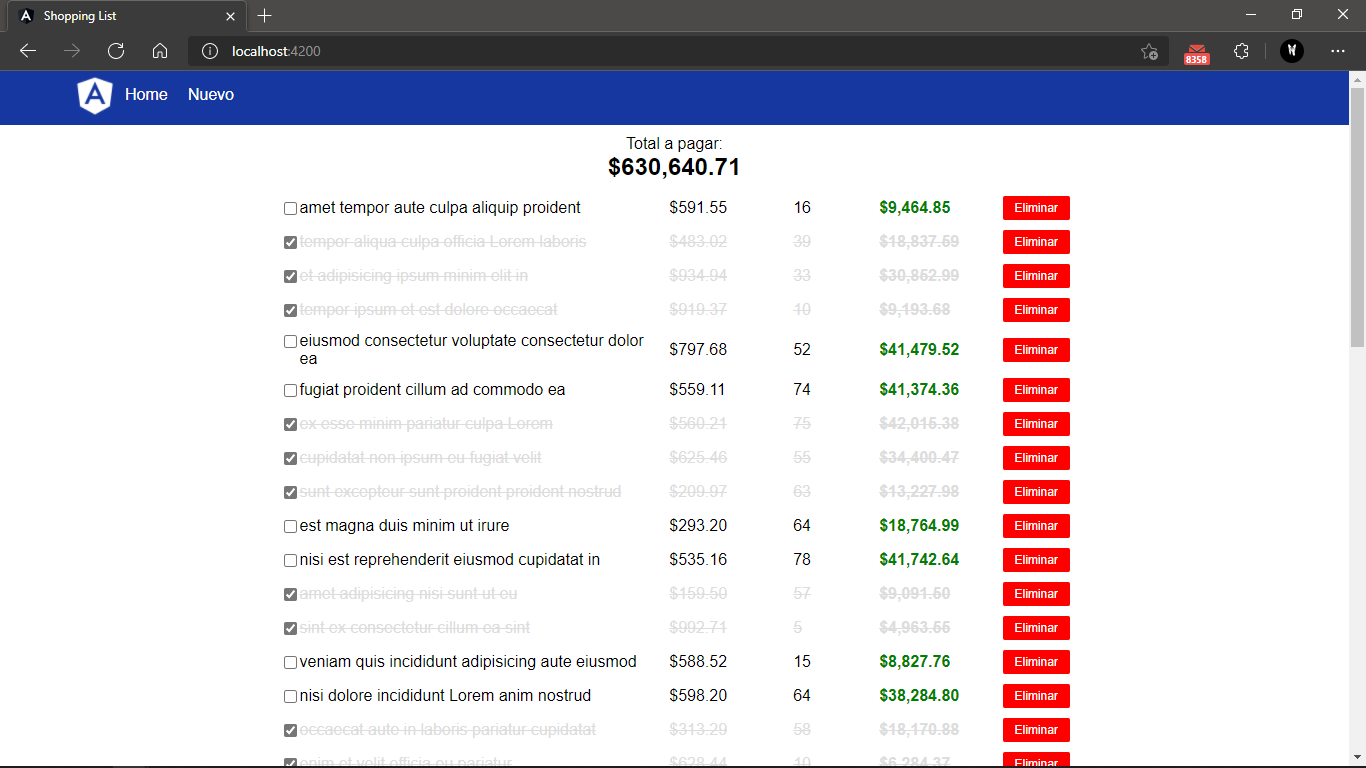 Shopping List
localhost:4200
8358
Home Nuevo
Total a pagar:
$630,640.71
amet tempor aute culpa aliquip proident $591.55 16 $9,464.85 Eliminar
tempor aliqua culpa officia Lorem laboris $483.02 39 $18,837.59 Eliminar
et adipisicing ipsum minim elit in $934.94 33 $30,852.99 Eliminar
tempor ipsum et est dolore occaecat $919.37 10 $9,193.68 Eliminar
eiusmod consectetur voluptate consectetur dolor
ea $797.68 52 $41,479.52 Eliminar
fugiat proident cillum ad commodo ea $559.11 74 $41,374.36 Eliminar
ex esse minim pariatur culpa Lorem $560.21 75 $42,015.38 Eliminar
cupidatat non ipsum eu fugiat velit $625.46 55 $34,400.47 Eliminar
sunt excepteur sunt proident proident nostrud $209.97 63 $13,227.98 Eliminar
est magna duis minim ut irure $293.20 64 $18,764.99 Eliminar
nisi est reprehenderit eiusmod cupidatat in $535.16 78 $41,742.64 Eliminar
amet adipisicing nisi sunt ut eu $159.50 57 $9,091.50 Eliminar
sint ex consectetur cillum ea sint $992.71 5 $4,963.55 Eliminar
veniam quis incididunt adipisicing aute eiusmod $588.52 15 $8,827.76 Eliminar
nisi dolore incididunt Lorem anim nostrud $598.20 64 $38,284.80 Eliminar
occaecat aute in laboris pariatur cupidatat $313.29 58 $18,170.88 Eliminar
enim et velit officia eu pariatur $628.44 10 $6,284.37 Eliminar